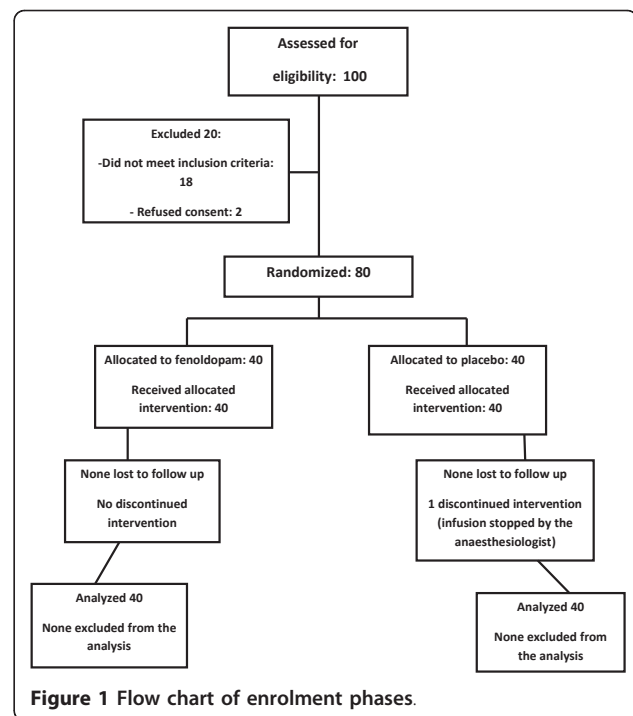 Assessed for
eligibility: 100
Excluded 20:
-Did not meet inclusion criteria:
18
- Refused consent: 2
Randomized: 80
Allocated to fenoldopam: 40
Received allocated
intervention: 40
Allocated to placebo: 40
Received allocated
intervention: 40
None lost to follow up
No discontinued
intervention
None lost to follow up
1 discontinued intervention
(infusion stopped by the
anaesthesiologist)
Analyzed 40
None excluded from the
analysis
Analyzed 40
None excluded from
the analysis
Figure 1 Flow chart of enrolment phases.